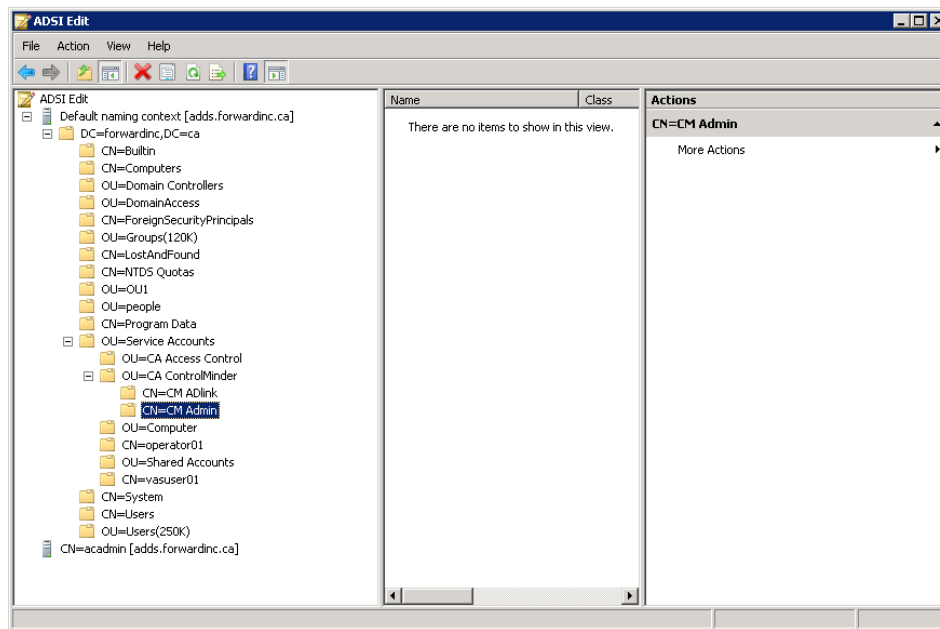 ADSI Edit
File Action View Help
ADSI Edit
Default naming context [adds.forwardinc.ca]
DC=forwardinc,DC=ca
CN=Builtin
CN=Computers
OU=Domain Controllers
OU=DomainAccess
CN=ForeignSecurityPrincipals
OU=Groups(120K)
CN=LostAndFound
CN=NTDS Quotas
OU=OU1
OU=people
CN=Program Data
OU=Service Accounts
OU=CA Access Control
OU=CA ControlMinder
CN=CM ADlink
CN=CM Admin
OU=Computer
CN=operator01
OU=Shared Accounts
CN=vasuser01
CN=System
CN=Users
OU=Users(250K)
CN=acadmin [adds.forwardinc.ca]
Name Class
There are no items to show in this view.
Actions
CN=CM Admin
More Actions